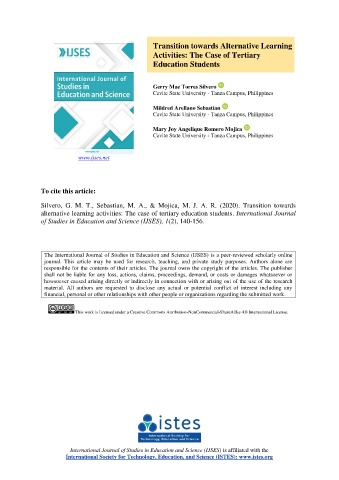 IJSES
International Journal of
Studies in
Education and Science
www.ijses.net
Transition towards Alternative Learning
Activities: The Case of Tertiary
Education Students
Gerry Mae Torres Silvero
Cavite State University - Tanza Campus, Philippines
Mildred Arellano Sebastian
Cavite State University - Tanza Campus, Philippines
Mary Joy Angelique Romero Mojica
Cavite State University - Tanza Campus, Philippines
To cite this article:
Silvero, G. M. T., Sebastian, M. A., & Mojica, M. J. A. R. (2020). Transition towards
alternative learning activities: The case of tertiary education students. International Journal
of Studies in Education and Science (IJSES), 1(2), 140-156.
The International Journal of Studies in Education and Science (IJSES) is a peer-reviewed scholarly online
journal. This article may be used for research, teaching, and private study purposes. Authors alone are
responsible for the contents of their articles. The journal owns the copyright of the articles. The publisher
shall not be liable for any loss, actions, claims, proceedings, demand, or costs or damages whatsoever or
howsoever caused arising directly or indirectly in connection with or arising out of the use of the research
material. All authors are requested to disclose any actual or potential conflict of interest including any
financial, personal or other relationships with other people or organizations regarding the submitted work.
This work is licensed under a Creative Commons Attribution-NonCommercial-ShareAlike 4.0 International License.
istes
International Society for
Technology, Education and Science
International Journal of Studies in Education and Science (IJSES) is affiliated with the
International Society for Technology, Education, and Science (ISTES): www.istes.org